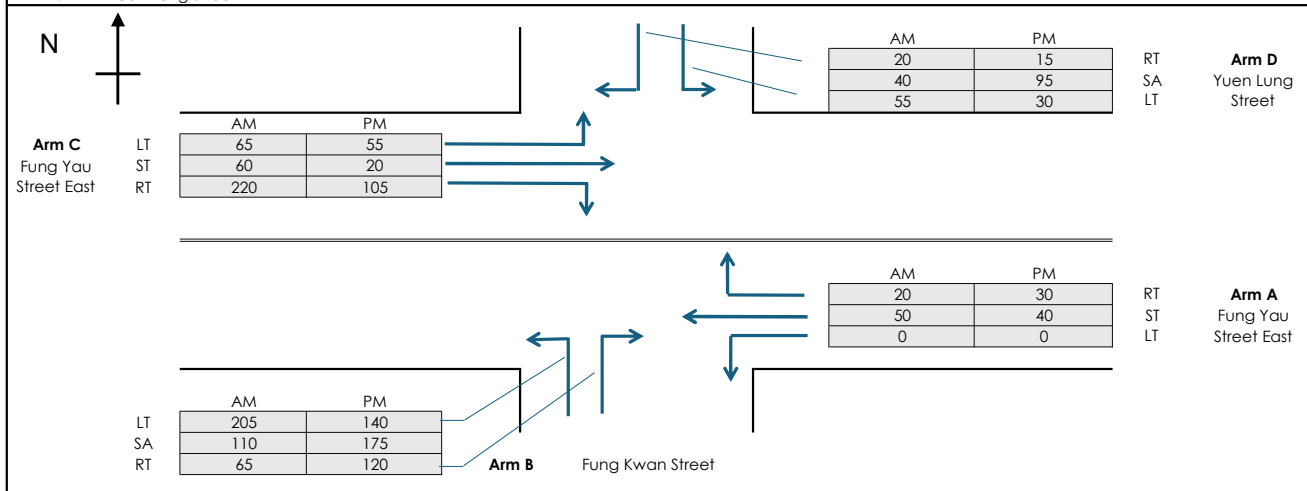 N
AM PM
20 15 RT Arm D
40 95 SA Yuen Lung
55 30 LT Street
AM PM
Arm C LT 65 55
Fung Yau ST 60 20
Street East RT 220 105
AM PM
20 30 RT Arm A
50 40 ST Fung Yau
0 0 LT Street East
AM PM
LT 205 140
SA 110 175
RT 65 120
Arm B Fung Kwan Street